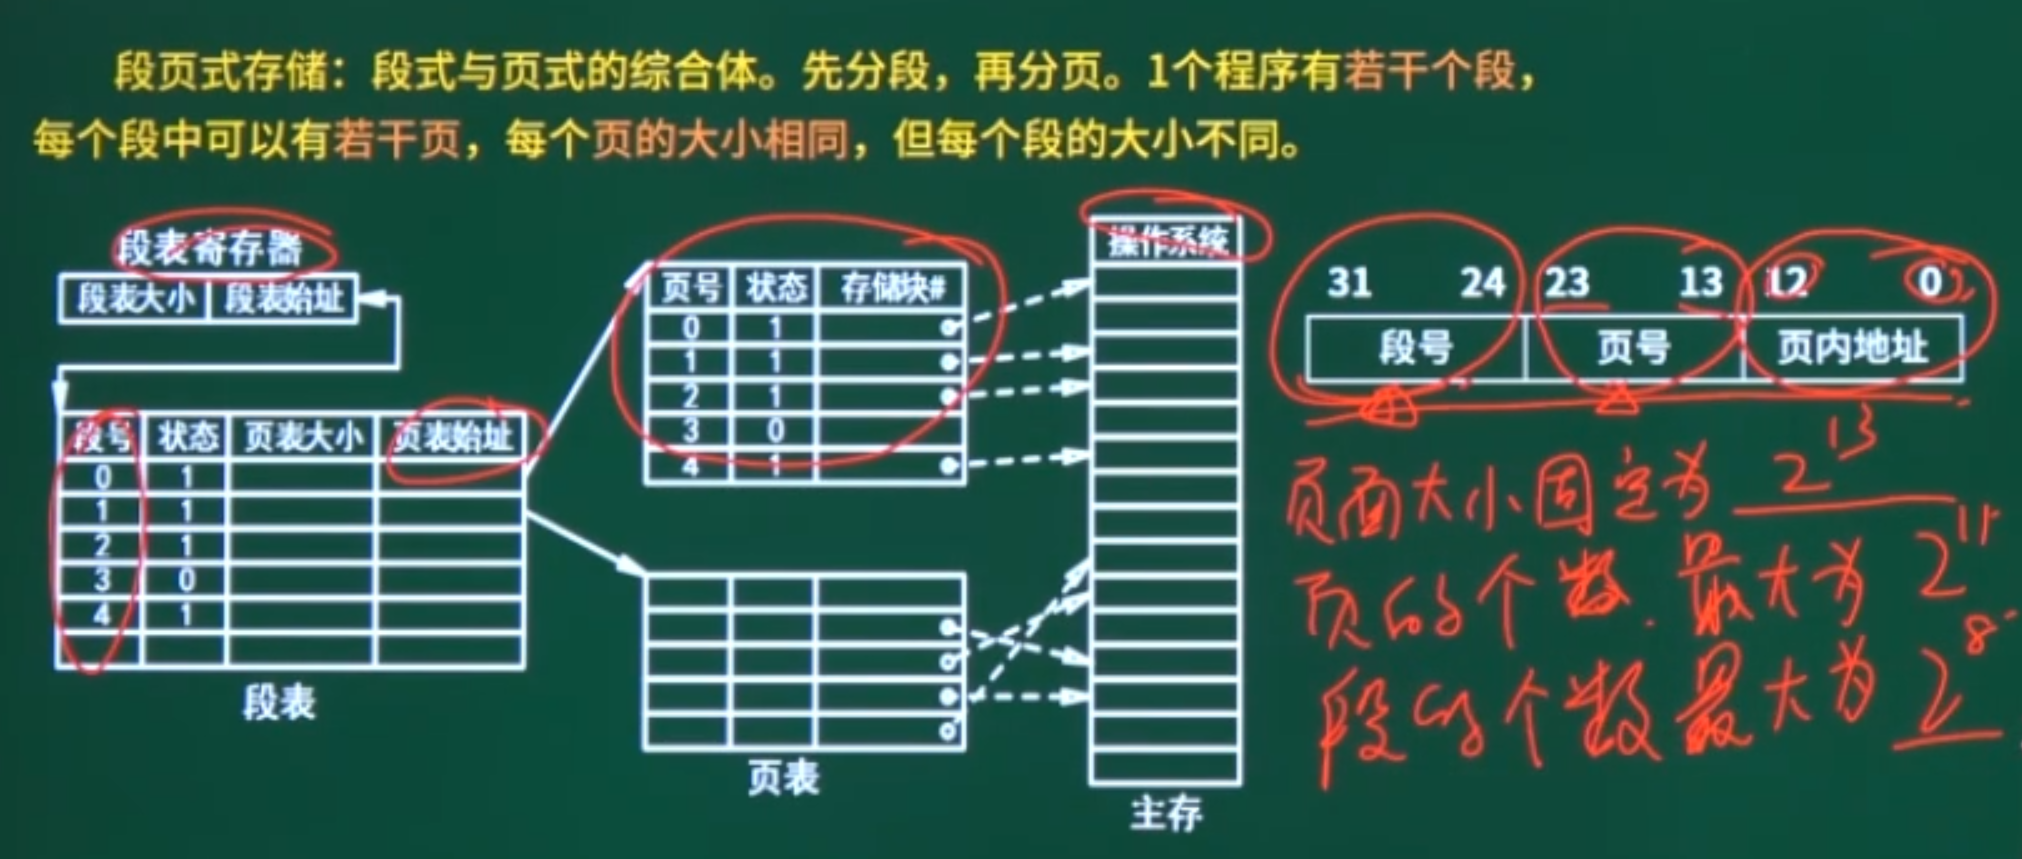 段页式存储：段式与页式的综合体。先分段，再分页。1个程序有若干个段，
每个段中可以有若干页，每个页的大小相同，但每个段的大小不同。
段表寄存器
段表大小 段表始址
段号 状态 页表大小 页表始址
0 1
1 1
2 1
3 0
4 1
段表
页号 状态 存储块#
0 1
1 1
2 1
3 0
4 1
页表
操作系统
主存
31 24 23 13 12 0
段号 页号 页内地址
页面大小固定为 2^13
页的个数.最大为 2^11
段的个数最大为 2^8